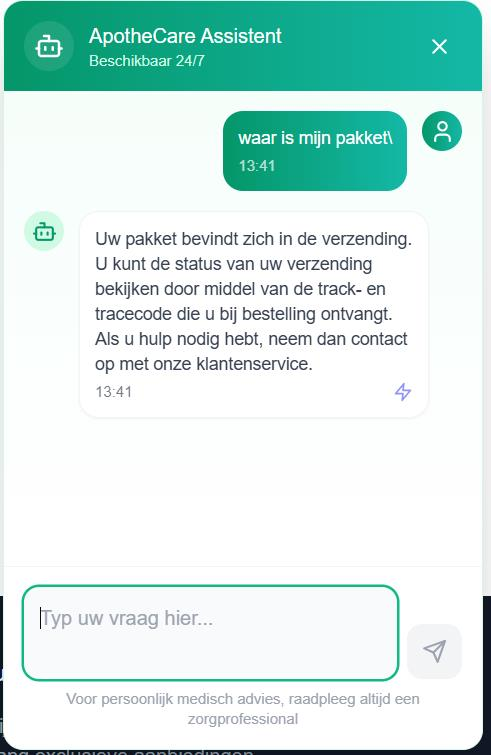 ApotheCare Assistent
Beschikbaar 24/7
waar is mijn pakket\
13:41
Uw pakket bevindt zich in de verzending.
U kunt de status van uw verzending
bekijken door middel van de track- en
tracecode die u bij bestelling ontvangt.
Als u hulp nodig hebt, neem dan contact
op met onze klantenservice.
13:41
Typ uw vraag hier...
Voor persoonlijk medisch advies, raadpleeg altijd een
zorgprofessional